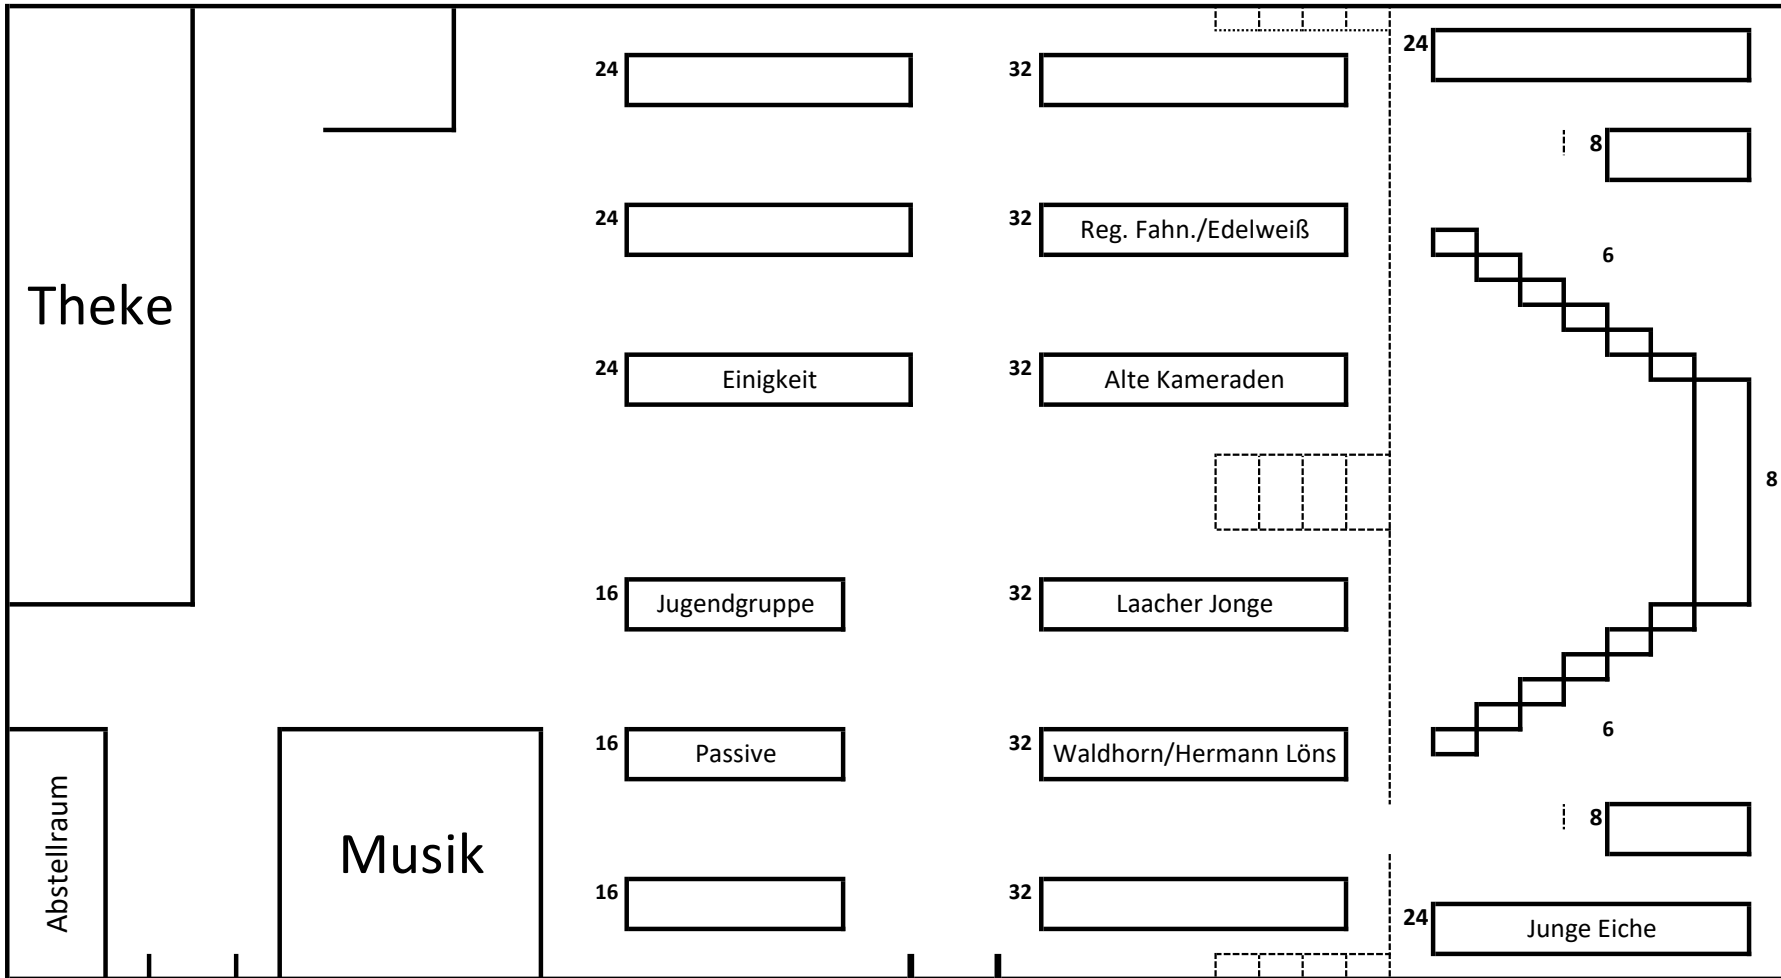 24
24
32
8
24
32
Reg. Fahn./Edelweiß
6
Theke
24
Einigkeit
32
Alte Kameraden
8
16
Jugendgruppe
32
Laacher Jonge
16
Passive
32
Waldhorn/Hermann Löns
6
Abstellraum
Musik
8
16
32
24
Junge Eiche